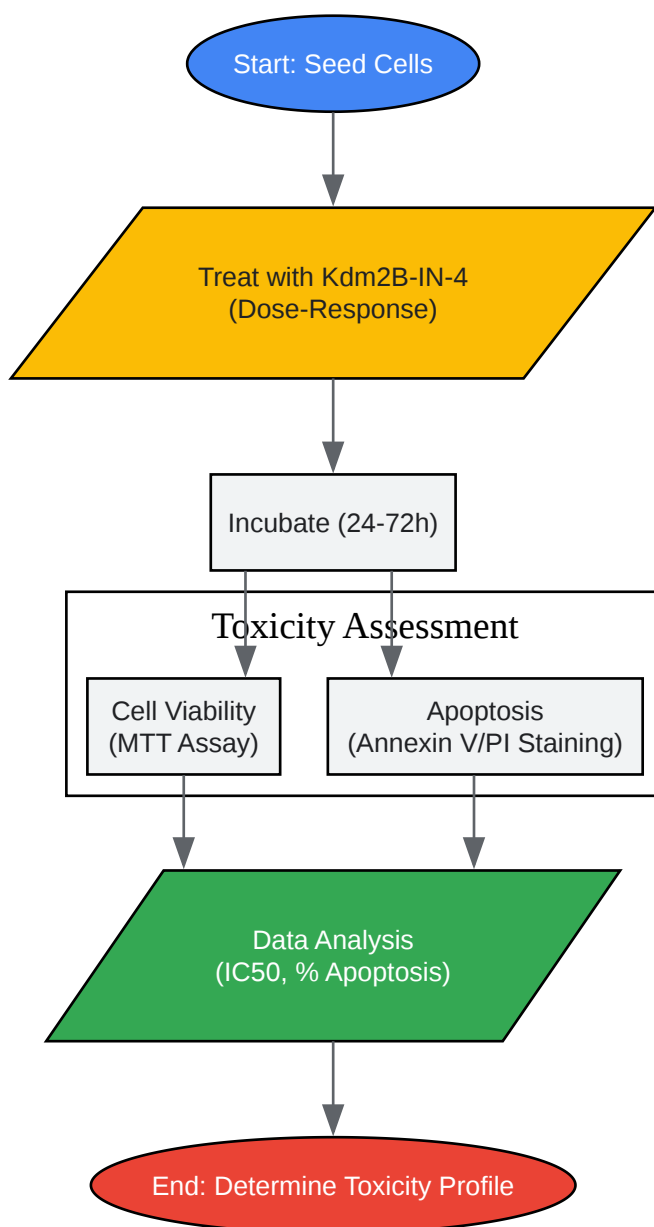 Start: Seed Cells
Treat with Kdm2B-IN-4
(Dose-Response)
Incubate (24-72h)
Toxicity Assessment
Cell Viability
(MTT Assay)
Apoptosis
(Annexin V/PI Staining)
Data Analysis
(IC50, % Apoptosis)
End: Determine Toxicity Profile